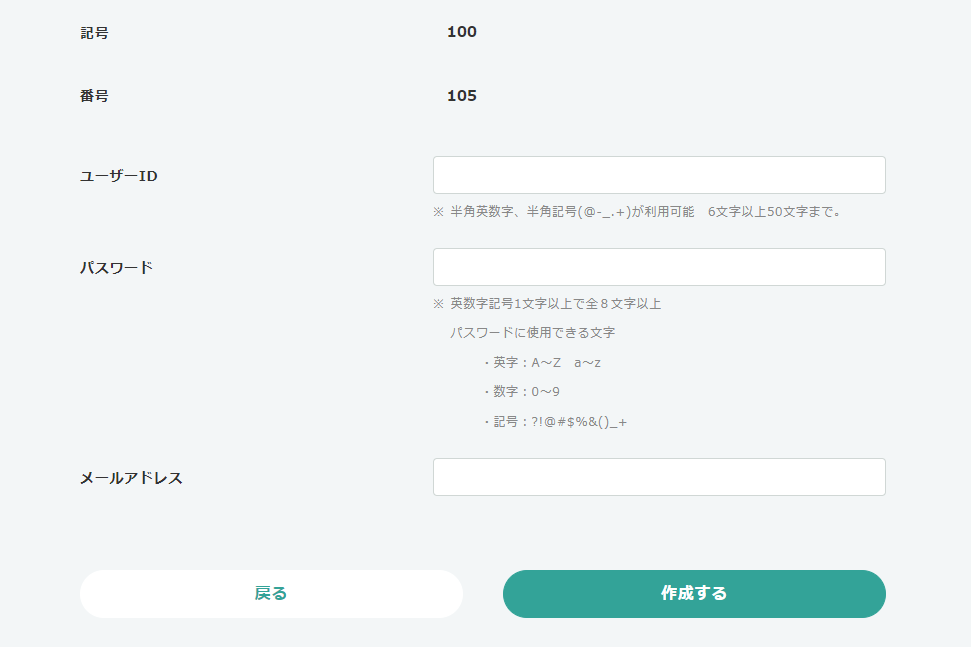 記号 100
番号 105
ユーザーID
※ 半角英数字、半角記号(@-_.+)が利用可能　6文字以上50文字まで。
パスワード
※ 英数字記号1文字以上で全８文字以上
パスワードに使用できる文字
・英字：A～Z　a～z
・数字：0～9
・記号：?!@#$%&()_+
メールアドレス
戻る 作成する